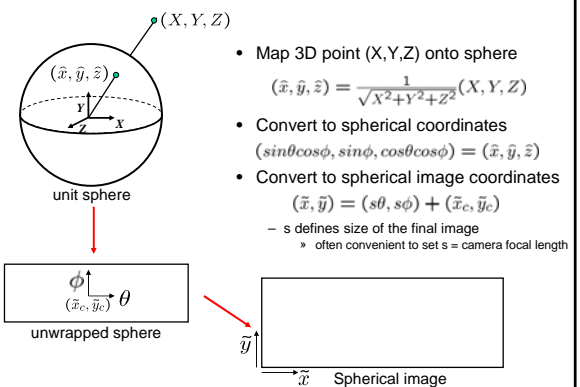 (X, Y, Z)
• Map 3D point (X,Y,Z) onto sphere
(x̂, ŷ, ẑ)
(x̂, ŷ, ẑ) = 1/√(X²+Y²+Z²) (X, Y, Z)
Y
X
Z
• Convert to spherical coordinates
(sinθcosϕ, sinϕ, cosθcosϕ) = (x̂, ŷ, ẑ)
unit sphere
• Convert to spherical image coordinates
(x̃, ỹ) = (sθ, sϕ) + (x̃c, ỹc)
– s defines size of the final image
» often convenient to set s = camera focal length
ϕ
(x̃c, ỹc) θ
unwrapped sphere
ỹ
x̃ Spherical image